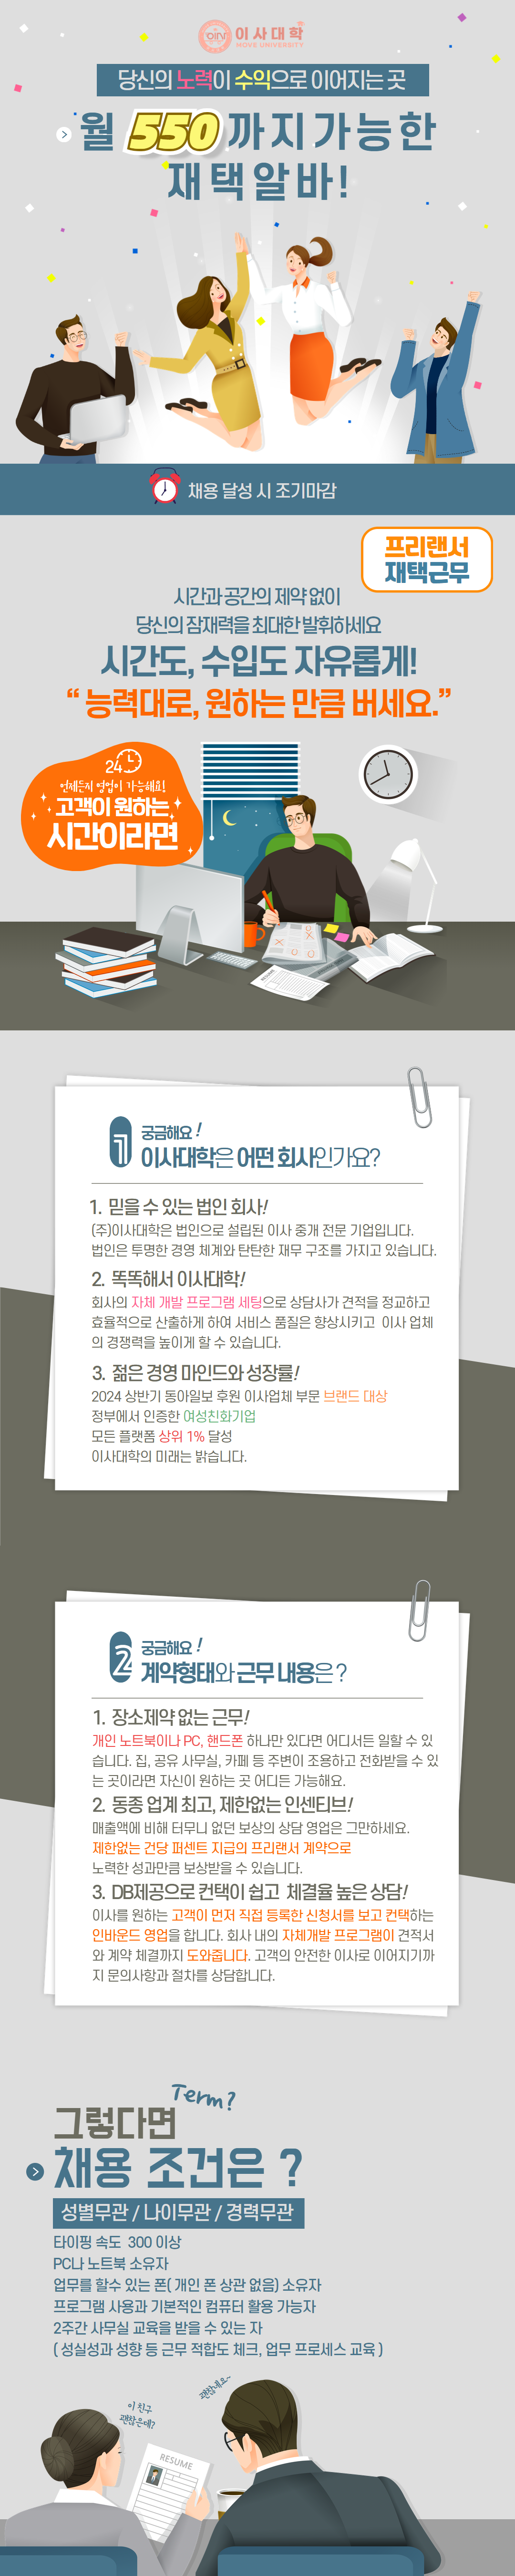 이사대학
MOVE UNIVERSITY
당신의 노력이 수익으로 이어지는 곳
월 550 까지가능한
재택알바!
채용 달성 시 조기마감
프리랜서
재택근무
시간과 공간의 제약 없이
당신의 잠재력을 최대한 발휘하세요
시간도, 수입도 자유롭게!
“ 능력대로, 원하는 만큼 버세요.”
24
언제든지 영업이 가능해요!
고객이 원하는
시간이라면
1 궁금해요 !
이사대학은 어떤 회사인가요?
1. 믿을 수 있는 법인 회사!
(주)이사대학은 법인으로 설립된 이사 중개 전문 기업입니다.
법인은 투명한 경영 체계와 탄탄한 재무 구조를 가지고 있습니다.
2. 똑똑해서 이사대학!
회사의 자체 개발 프로그램 세팅으로 상담사가 견적을 정교하고
효율적으로 산출하게 하여 서비스 품질은 향상시키고 이사 업체
의 경쟁력을 높이게 할 수 있습니다.
3. 젊은 경영 마인드와 성장률!
2024 상반기 동아일보 후원 이사업체 부문 브랜드 대상
정부에서 인증한 여성친화기업
모든 플랫폼 상위 1% 달성
이사대학의 미래는 밝습니다.
2 궁금해요 !
계약형태와 근무 내용은 ?
1. 장소제약 없는 근무!
개인 노트북이나 PC, 핸드폰 하나만 있다면 어디서든 일할 수 있
습니다. 집, 공유 사무실, 카페 등 주변이 조용하고 전화받을 수 있
는 곳이라면 자신이 원하는 곳 어디든 가능해요.
2. 동종 업계 최고, 제한없는 인센티브!
매출액에 비해 터무니 없던 보상의 상담 영업은 그만하세요.
제한없는 건당 퍼센트 지급의 프리랜서 계약으로
노력한 성과만큼 보상받을 수 있습니다.
3. DB제공으로 컨택이 쉽고 체결율 높은 상담!
이사를 원하는 고객이 먼저 직접 등록한 신청서를 보고 컨택하는
인바운드 영업을 합니다. 회사 내의 자체개발 프로그램이 견적서
와 계약 체결까지 도와줍니다. 고객의 안전한 이사로 이어지기까
지 문의사항과 절차를 상담합니다.
Term?
그렇다면
채용 조건은 ?
성별무관 / 나이무관 / 경력무관
타이핑 속도 300 이상
PC나 노트북 소유자
업무를 할수 있는 폰( 개인 폰 상관 없음) 소유자
프로그램 사용과 기본적인 컴퓨터 활용 가능자
2주간 사무실 교육을 받을 수 있는 자
( 성실성과 성향 등 근무 적합도 체크, 업무 프로세스 교육 )
괜찮네요~
이 친구
괜찮은데?
RESUME